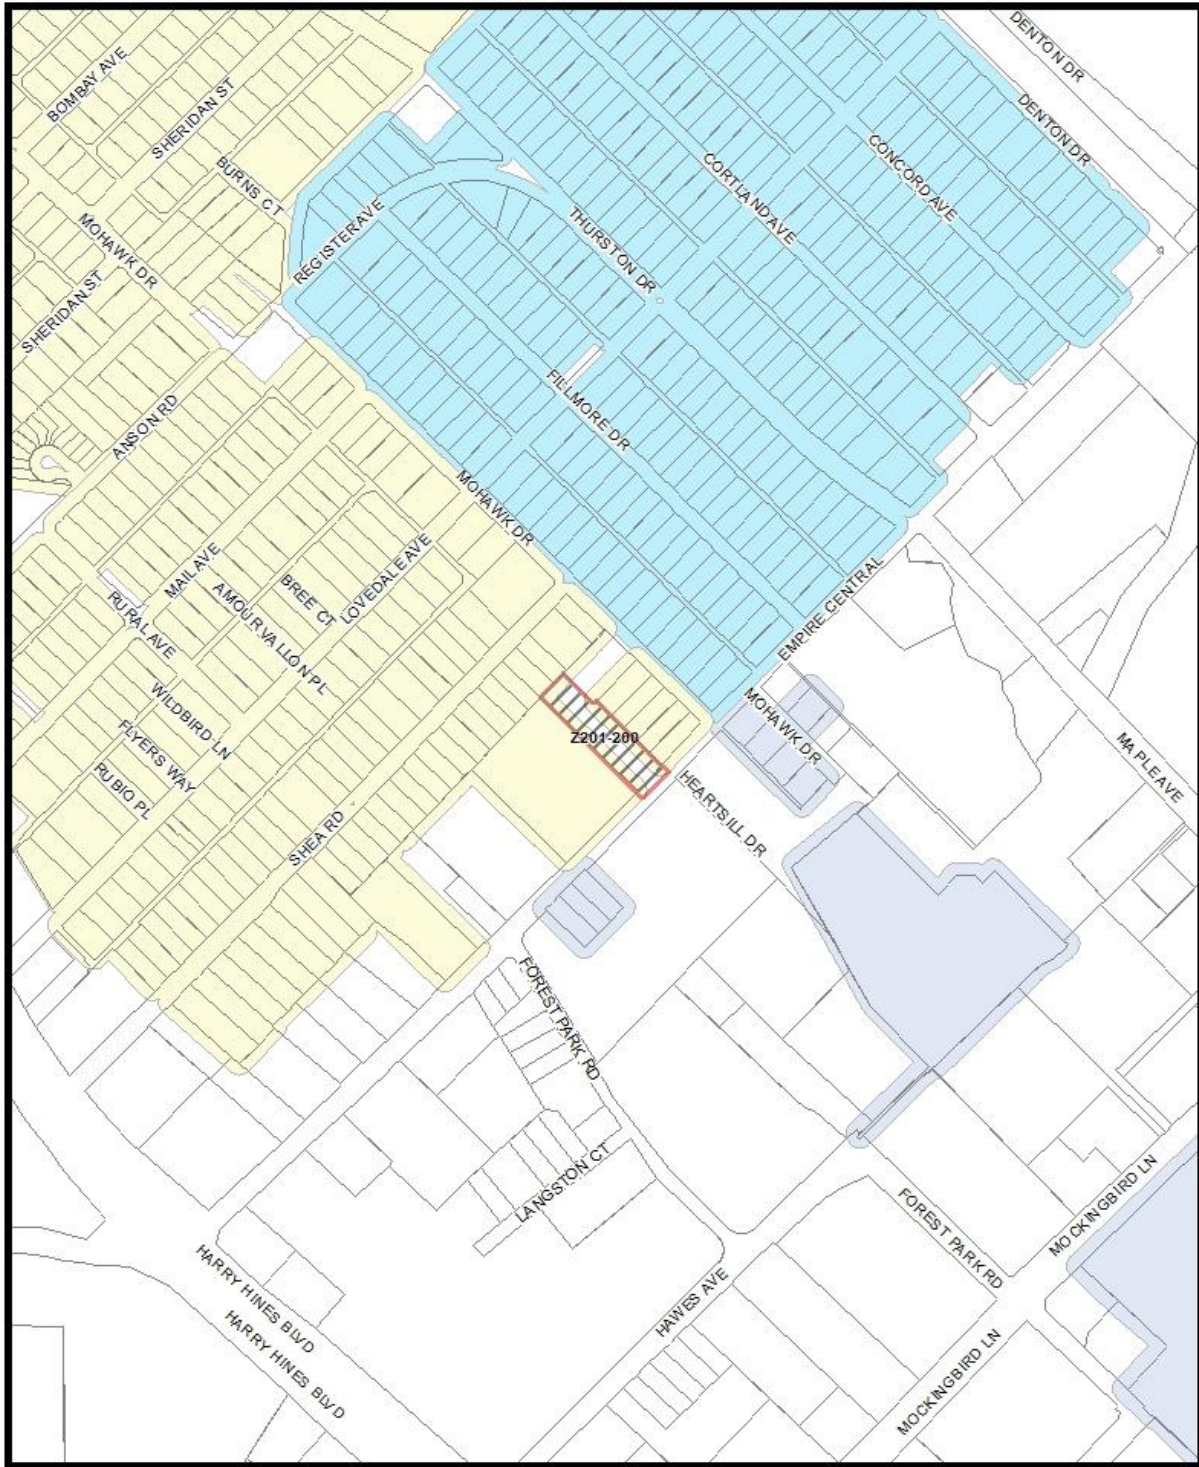 DENTON DR
BOMBAY AVE
SHERIDAN ST
DENTON DR
CONCORD AVE
CORTLAND AVE
BURNS CT
REGISTER AVE
THURSTON DR
MOHAWK DR
SHERIDAN ST
FILLMORE DR
ANSON RD
MOHAWK DR
MAIL AVE
BREE CT
LOVEDALE AVE
AMOUR VALLON PL
RURAL AVE
EMPIRE CENTRAL
WILDBIRD LN
FLYERS WAY
RUBIO PL
MOHAWK DR
Z201-200
MAPLE AVE
HEARTSILL DR
SHEA RD
FOREST PARK RD
LANGSTON CT
FOREST PARK RD
MOCKINGBIRD LN
HARRY HINES BLVD
HARRY HINES BLVD
HAWES AVE
MOCKINGBIRD LN